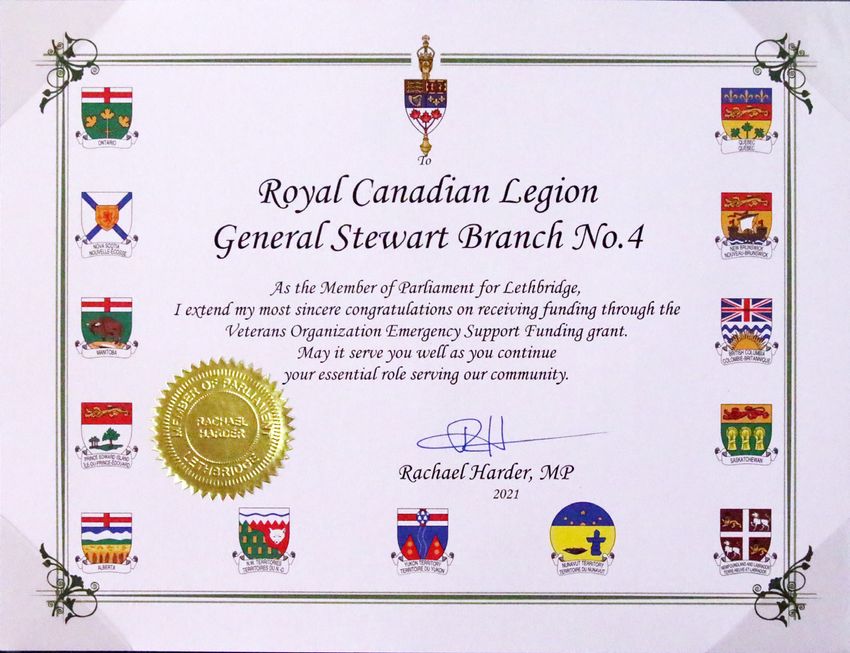 To
Royal Canadian Legion
General Stewart Branch No.4
As the Member of Parliament for Lethbridge,
I extend my most sincere congratulations on receiving funding through the
Veterans Organization Emergency Support Funding grant.
May it serve you well as you continue
your essential role serving our community.
MEMBER OF PARLIAMENT
RACHAEL
HARDER
LETHBRIDGE
Rachael Harder, MP
2021
ONTARIO
NOVA SCOTIA
NOUVELLE-ÉCOSSE
MANITOBA
PRINCE EDWARD ISLAND
ÎLE-DU-PRINCE-ÉDOUARD
ALBERTA
N.W. TERRITORIES
TERRITOIRES DU N.-O.
YUKON TERRITORY
TERRITOIRE DU YUKON
NUNAVUT TERRITORY
TERRITOIRE DU NUNAVUT
QUEBEC
QUÉBEC
NEW BRUNSWICK
NOUVEAU-BRUNSWICK
BRITISH COLUMBIA
COLOMBIE-BRITANNIQUE
SASKATCHEWAN
NEWFOUNDLAND AND LABRADOR
TERRE-NEUVE-ET-LABRADOR